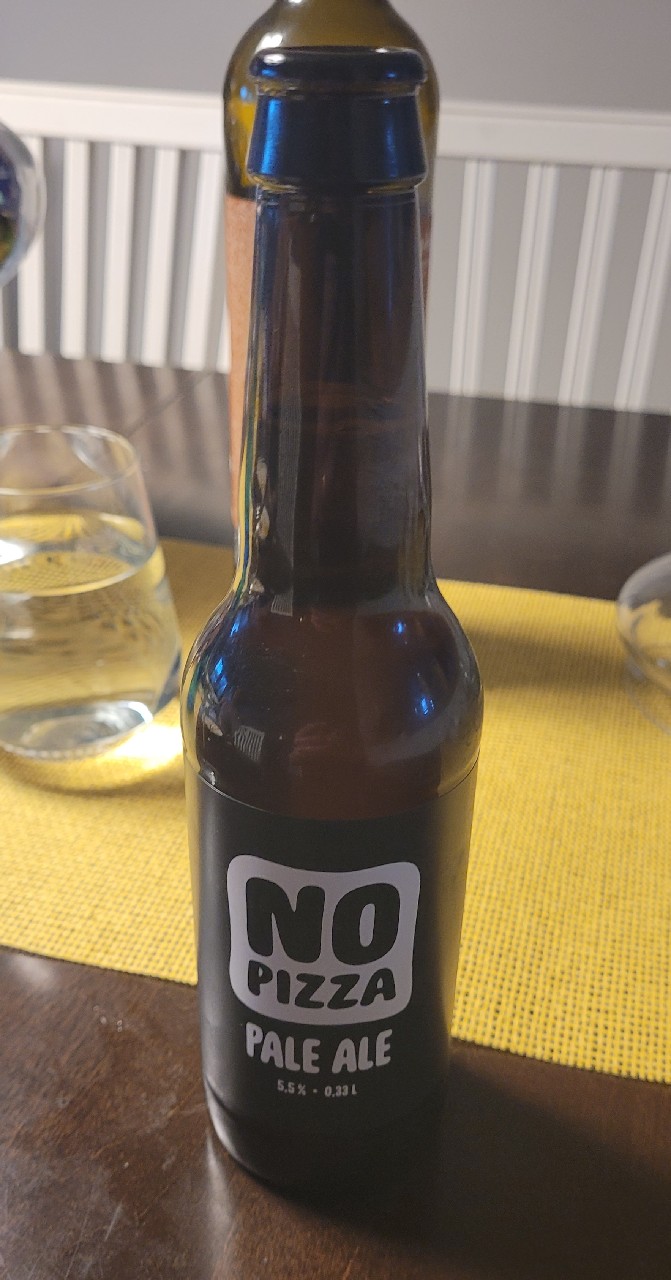 NO
PIZZA
PALE ALE
5.5% • 0,33 L